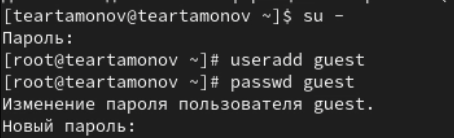 [teartamonov@teartamonov ~]$ su -
Пароль:
[root@teartamonov ~]# useradd guest
[root@teartamonov ~]# passwd guest
Изменение пароля пользователя guest.
Новый пароль: